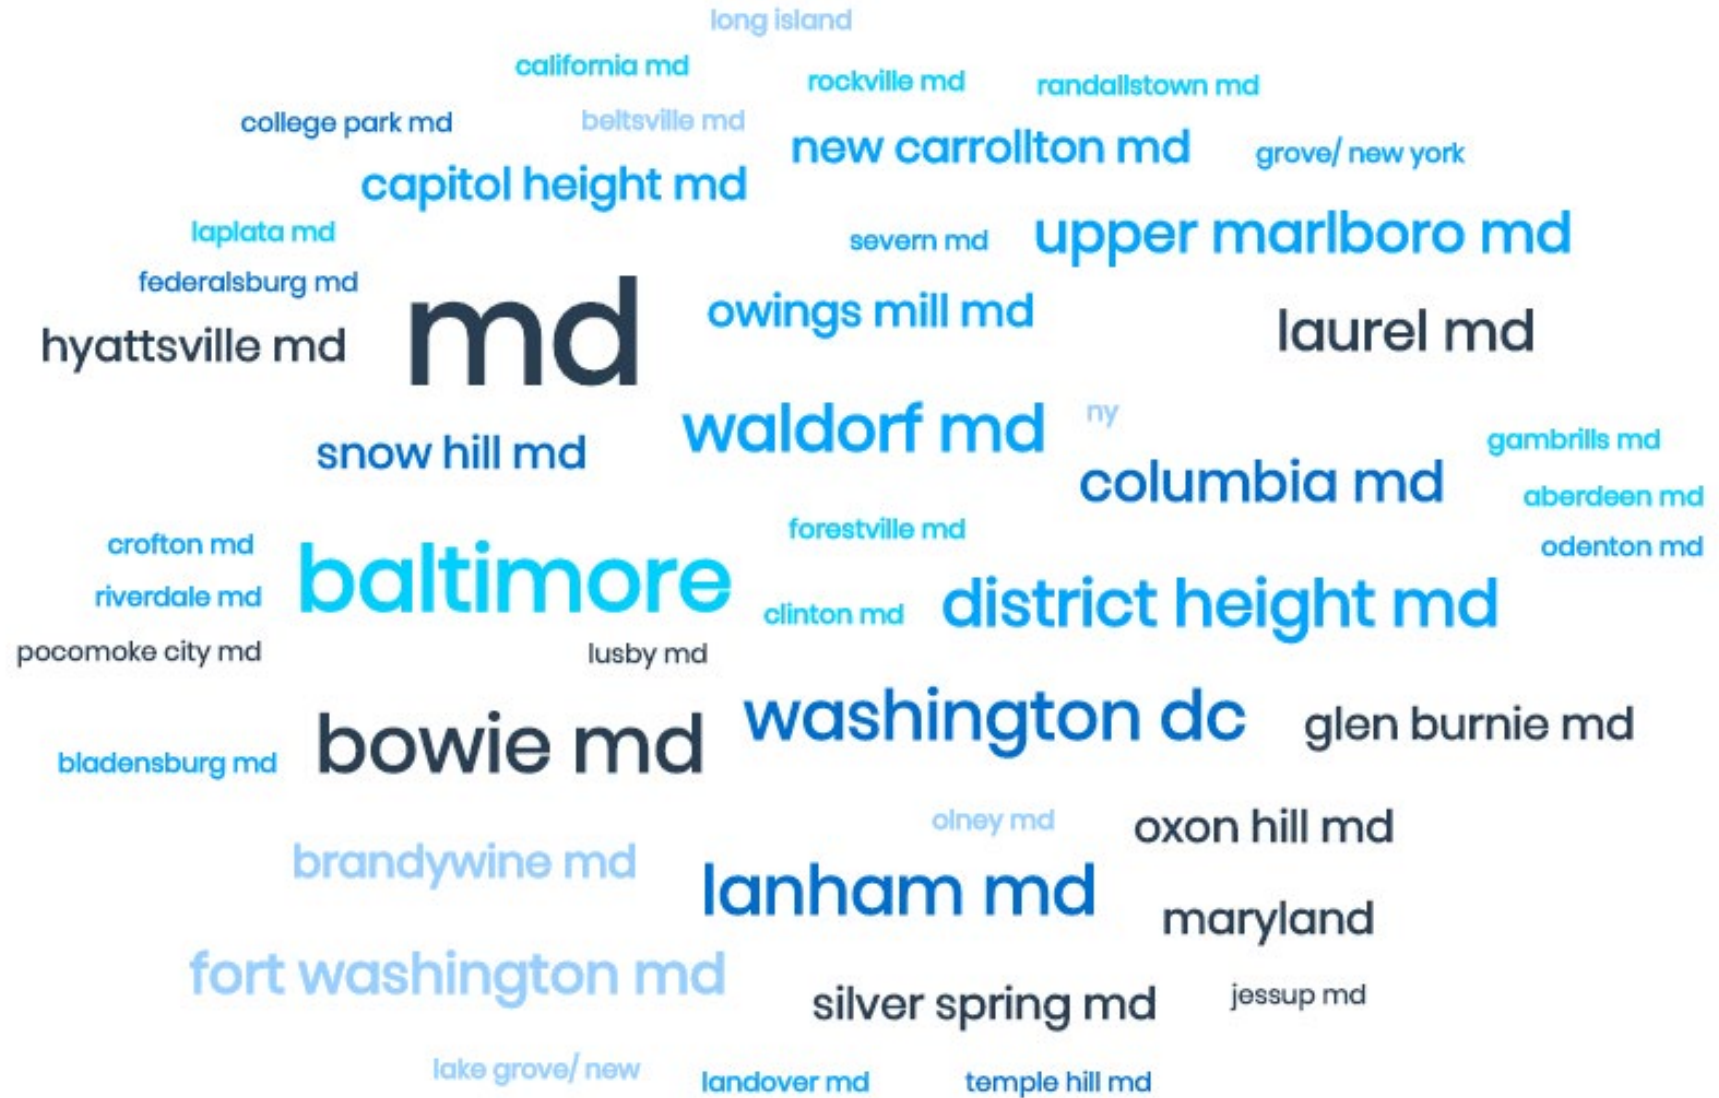 long island
california md
rockville md
randallstown md
college park md
beltsville md
new carrollton md
grove/ new york
capitol height md
laplata md
severn md
upper marlboro md
federalsburg md
md
owings mill md
laurel md
hyattsville md
waldorf md
ny
snow hill md
columbia md
gambrills md
aberdeen md
forestville md
crofton md
odenton md
baltimore
riverdale md
clinton md
district height md
pocomoke city md
lusby md
washington dc
glen burnie md
bowie md
bladensburg md
olney md
oxon hill md
brandywine md
lanham md
maryland
fort washington md
silver spring md
jessup md
lake grove/ new
landover md
temple hill md